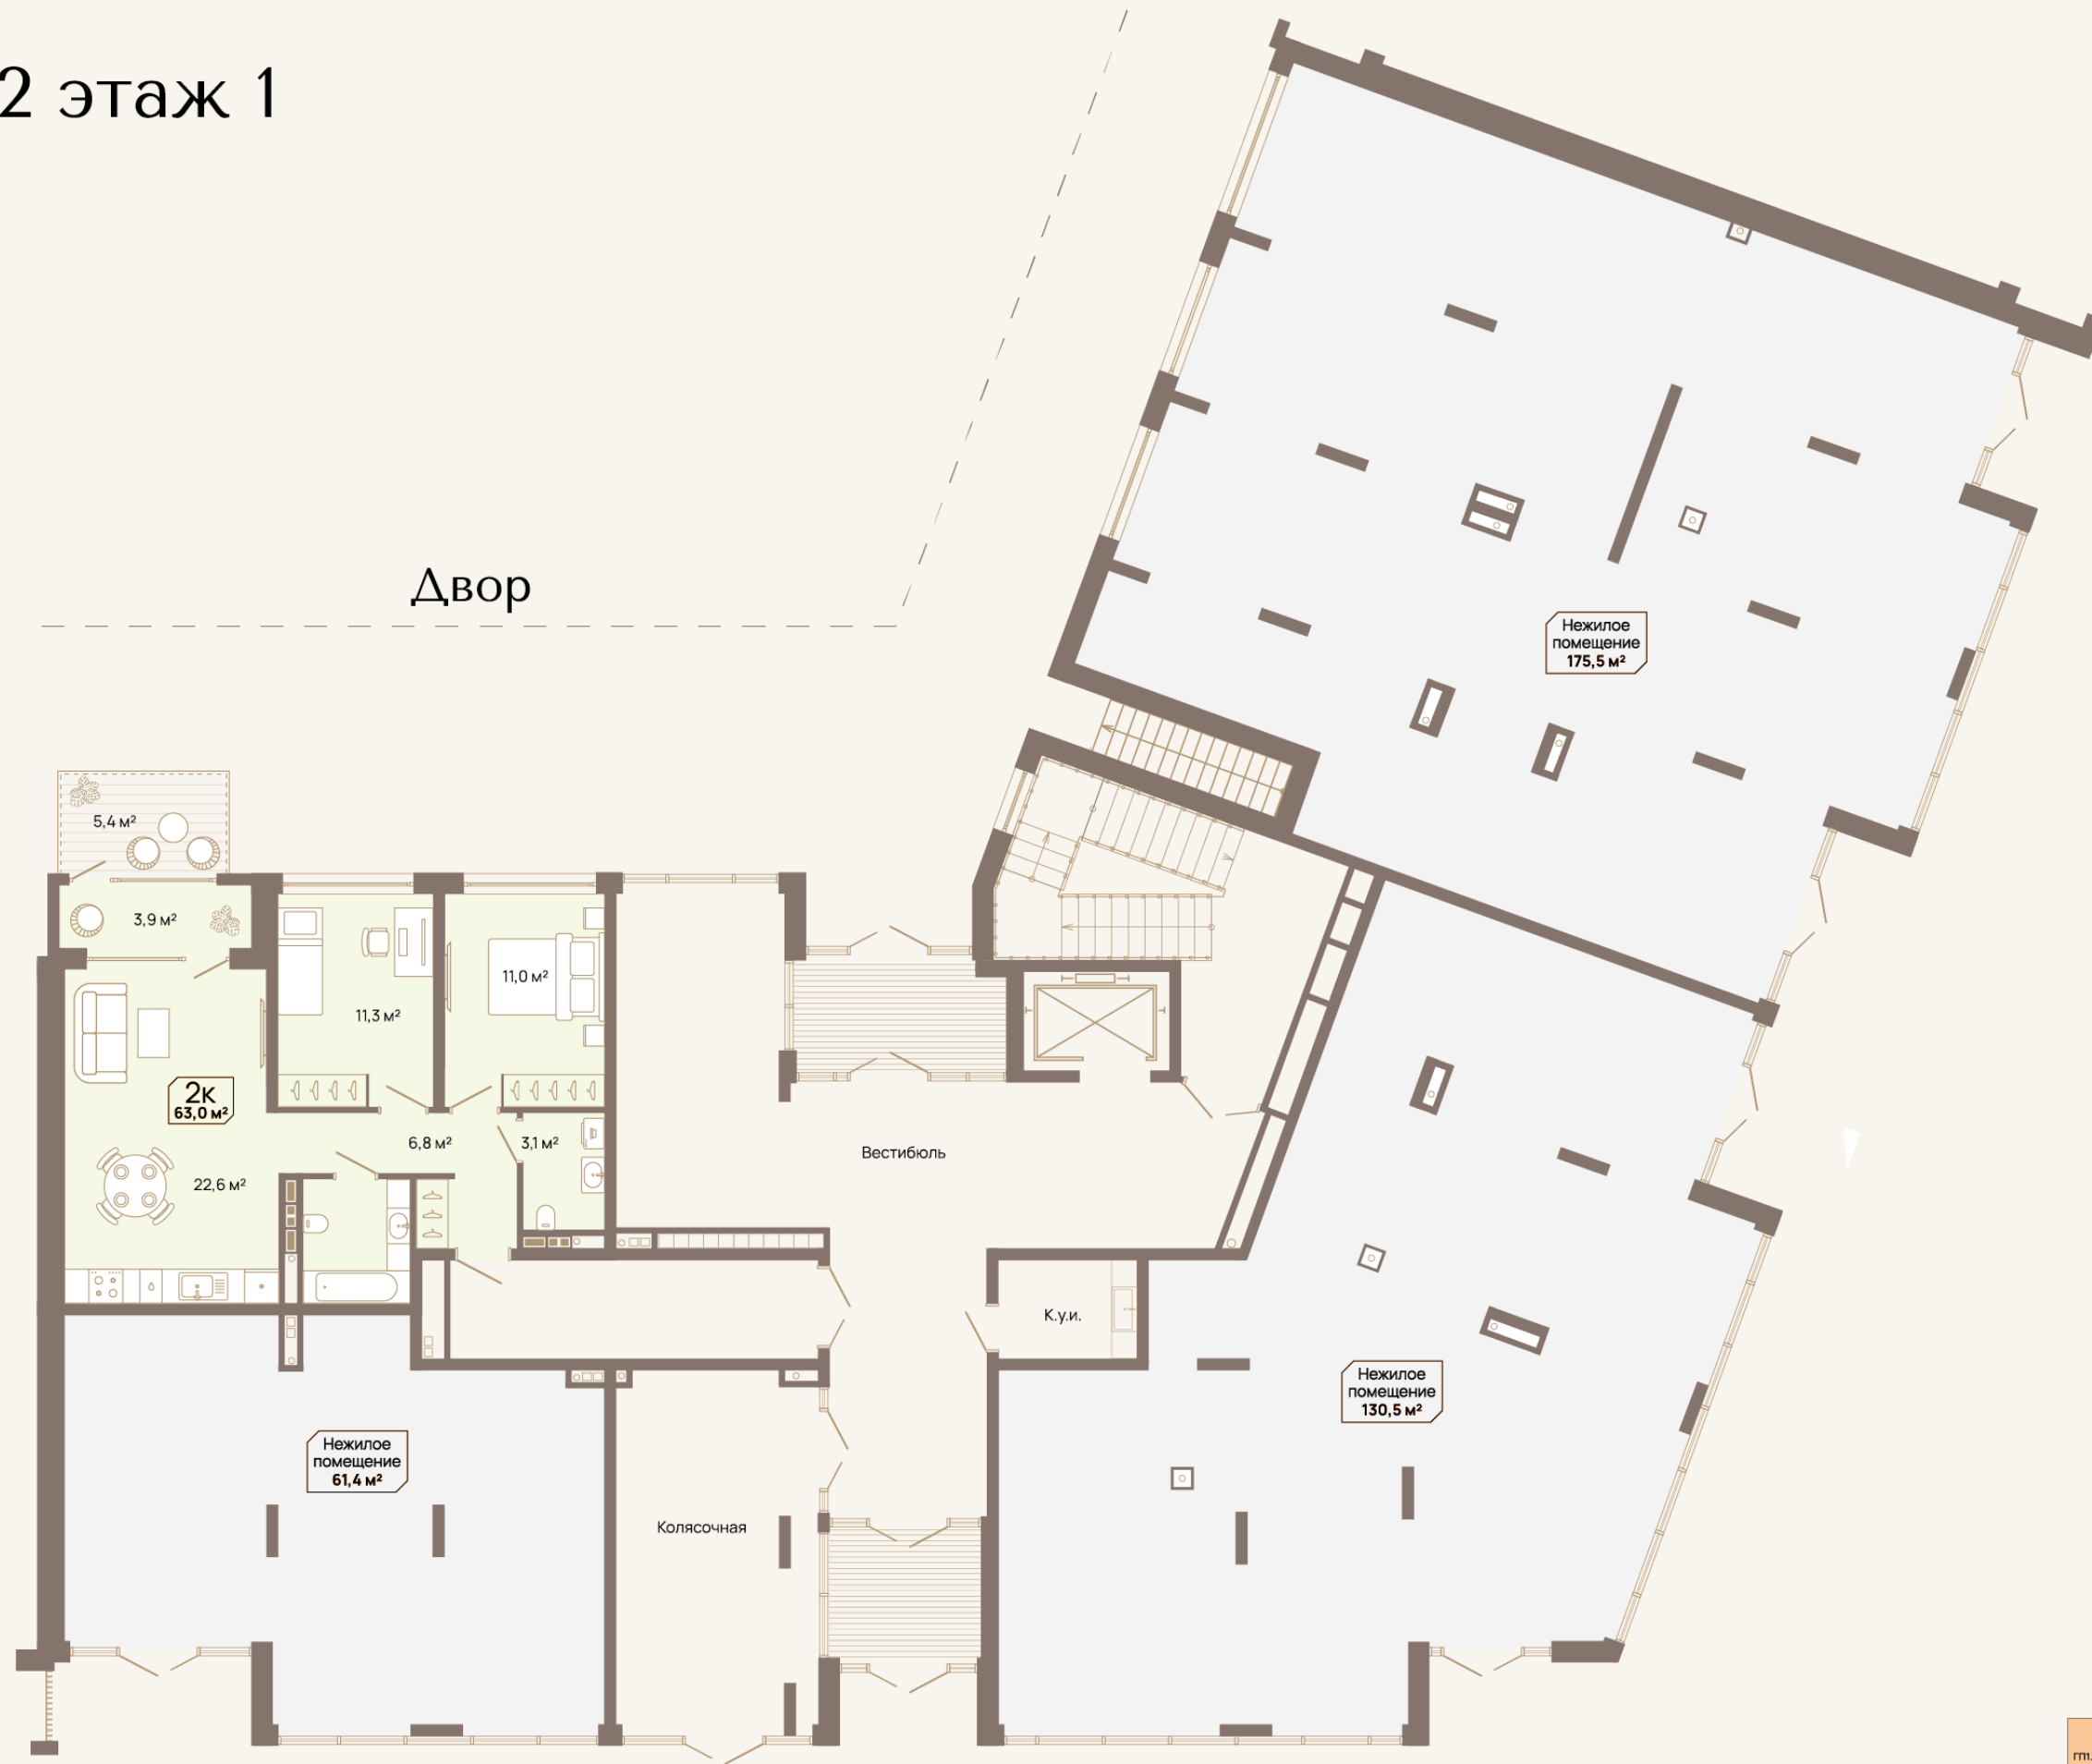 2 этаж 1
Двор
Нежилое
помещение
175,5 м²
5,4 м²
3,9 м²
11,0 м²
11,3 м²
2К
63,0 м²
6,8 м²
3,1 м²
Вестибюль
22,6 м²
К.у.и.
Нежилое
помещение
130,5 м²
Нежилое
помещение
61,4 м²
Колясочная